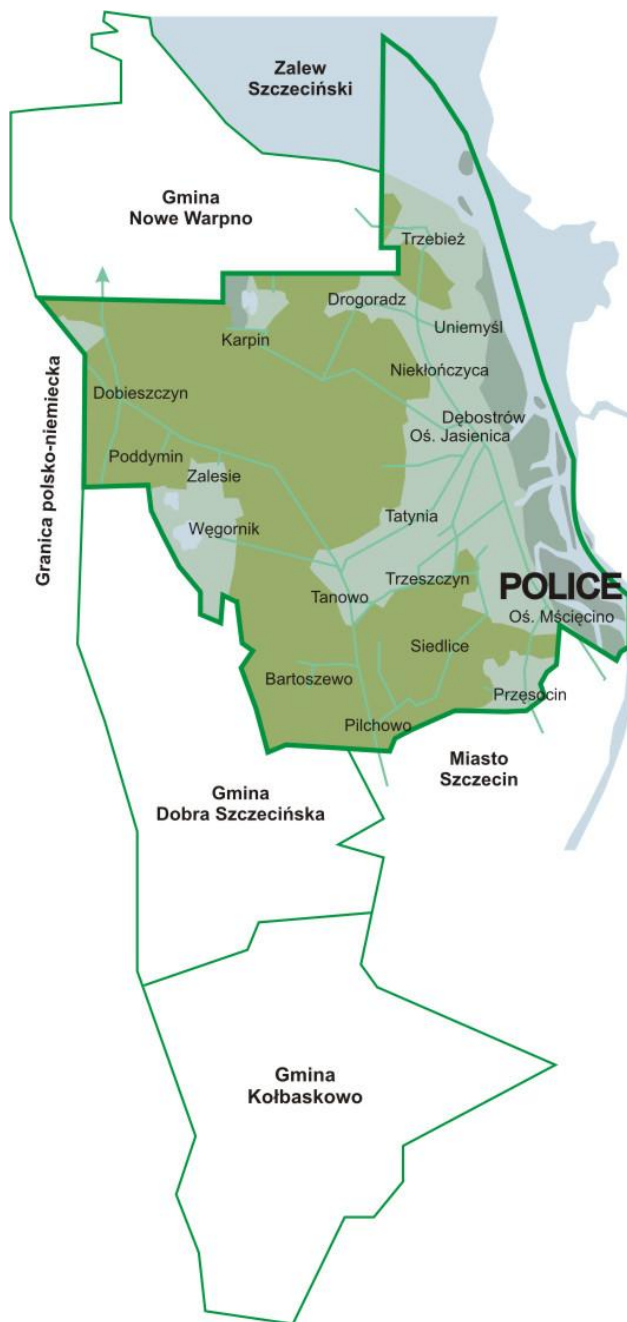 Zalew
Szczeciński
Gmina
Nowe Warpno
Trzebież
Drogoradz
Uniemyśl
Karpin
Niekłończyca
Dobieszczyn
Dębostrów
Oś. Jasienica
Poddymin
Zalesie
Granica polsko-niemiecka
Węgornik
Tatynia
Trzeszczyn
POLICE
Tanowo
Oś. Mścięcino
Siedlice
Bartoszewo
Przęsocin
Pilchowo
Miasto
Szczecin
Gmina
Dobra Szczecińska
Gmina
Kołbaskowo